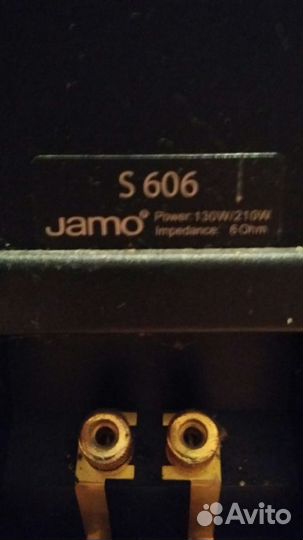 S 606
Jamo® Power: 130W/210W
Impedance: 6 Ohm
Avito